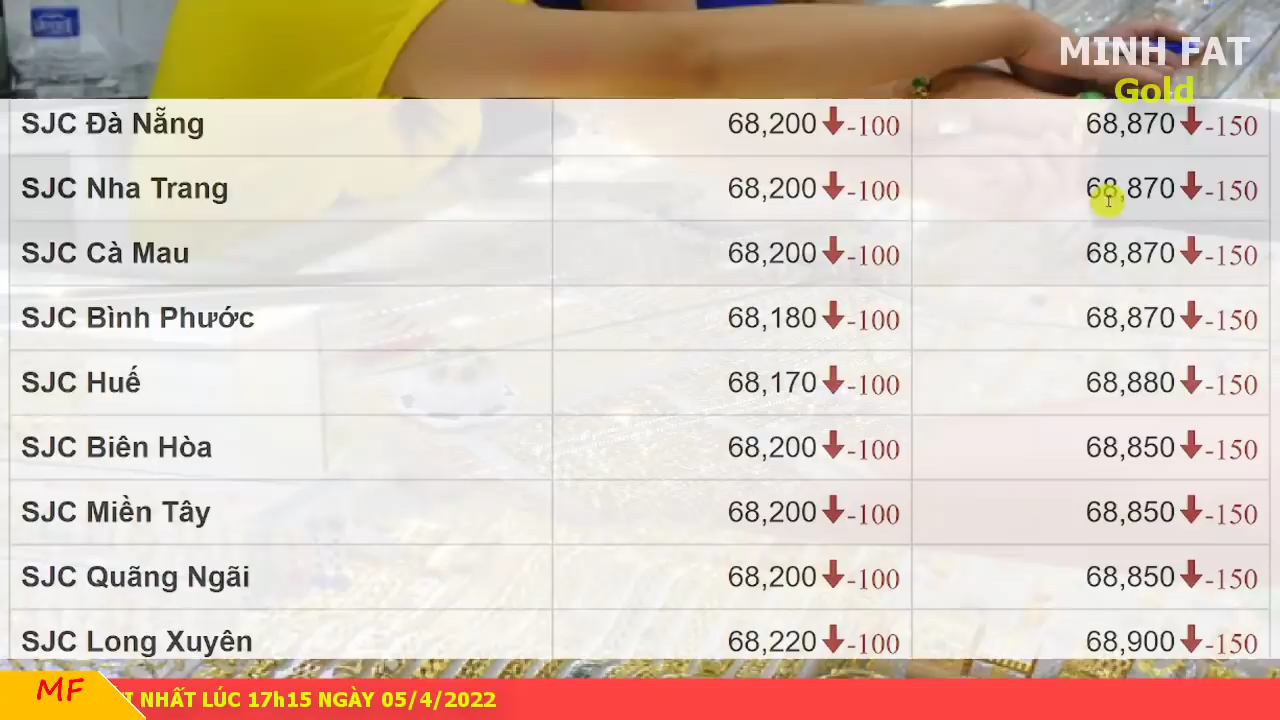 MINH FAT
Gold
SJC Đà Nẵng 68,200 -100 68,870 -150
SJC Nha Trang 68,200 -100 68,870 -150
SJC Cà Mau 68,200 -100 68,870 -150
SJC Bình Phước 68,180 -100 68,870 -150
SJC Huế 68,170 -100 68,880 -150
SJC Biên Hòa 68,200 -100 68,850 -150
SJC Miền Tây 68,200 -100 68,850 -150
SJC Quãng Ngãi 68,200 -100 68,850 -150
SJC Long Xuyên 68,220 -100 68,900 -150
MF NHẤT LÚC 17h15 NGÀY 05/4/2022